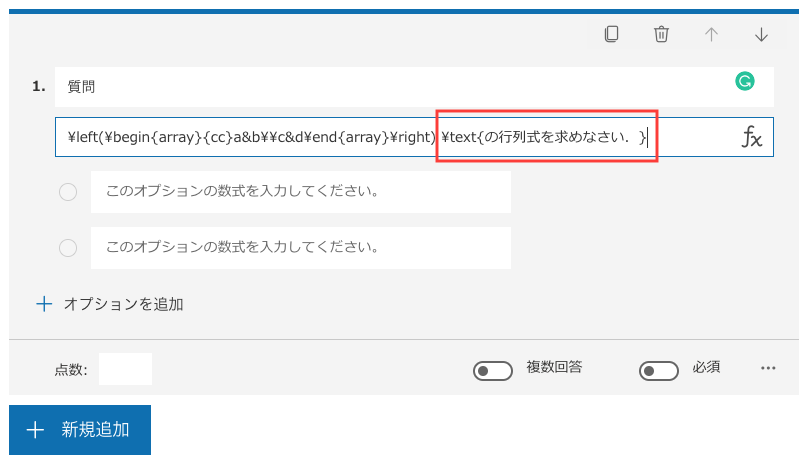 1. 質問
¥left(¥begin{array}{cc}a&b¥¥c&d¥end{array}¥right) ¥text{の行列式を求めなさい．}
fx
このオプションの数式を入力してください。
このオプションの数式を入力してください。
+ オプションを追加
点数: 複数回答 必須 ...
+ 新規追加